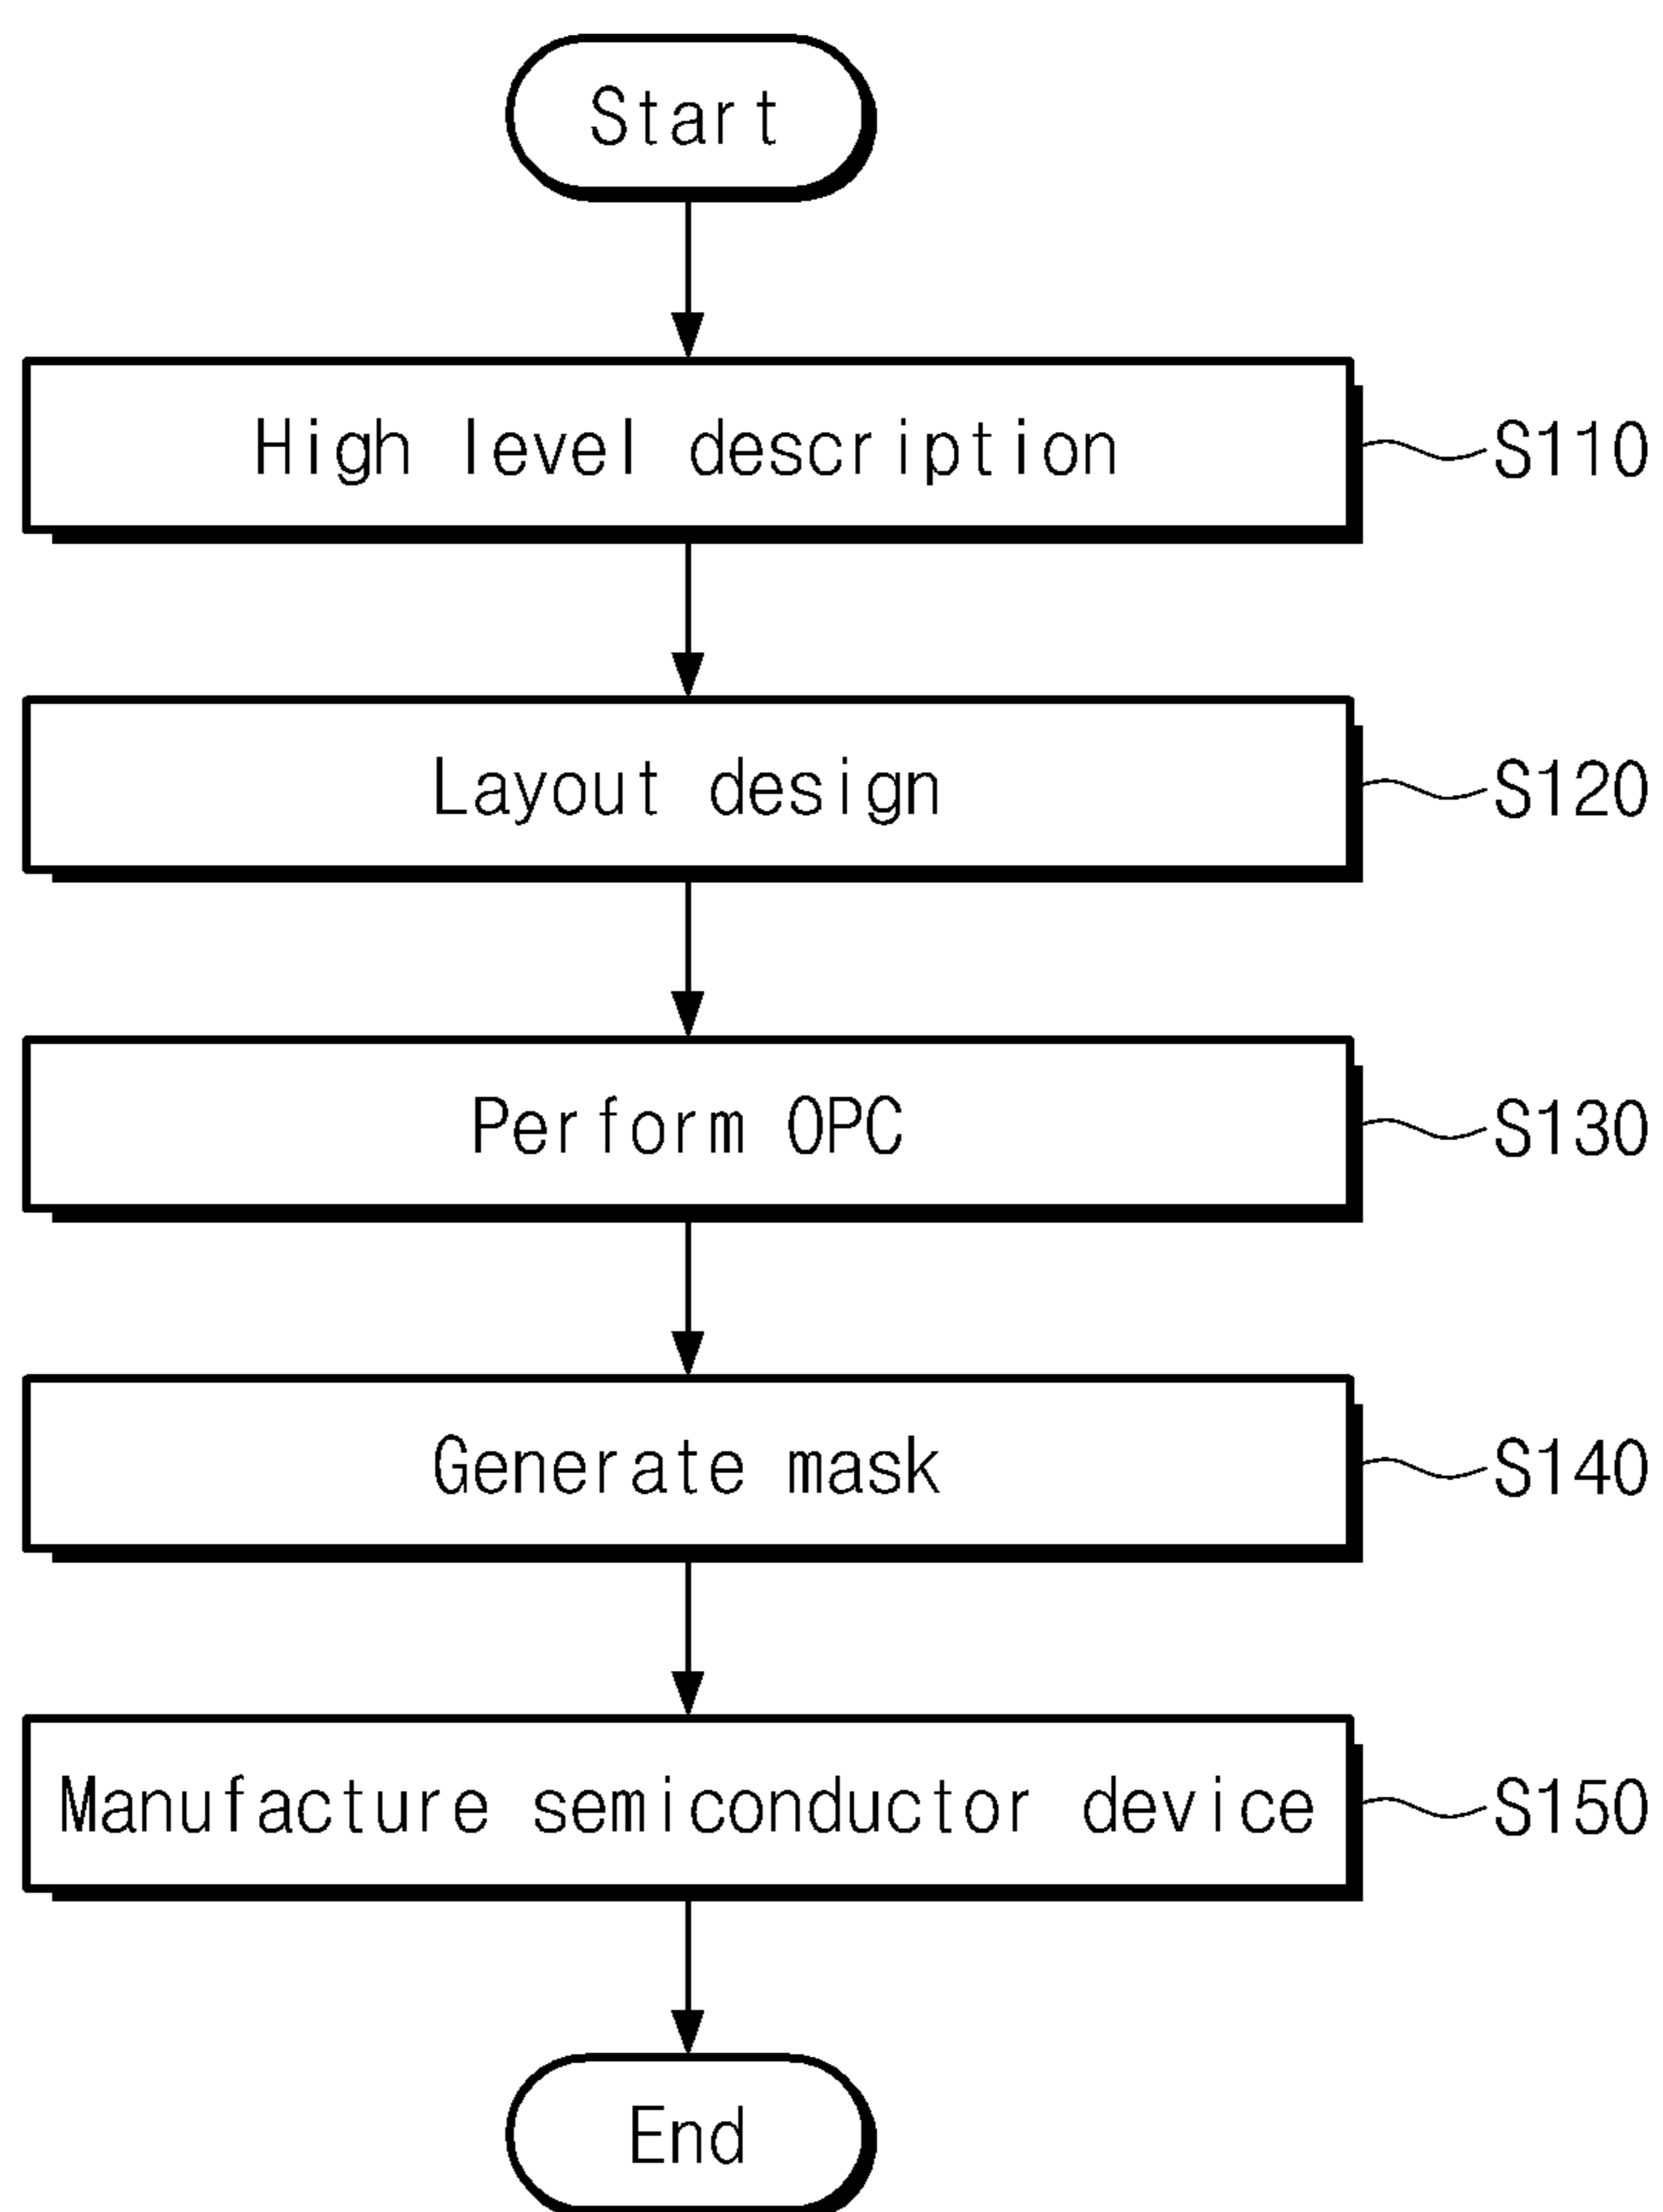 Start
High level description
S110
Layout design
S120
Perform OPC
S130
Generate mask
S140
Manufacture semiconductor device
S150
End